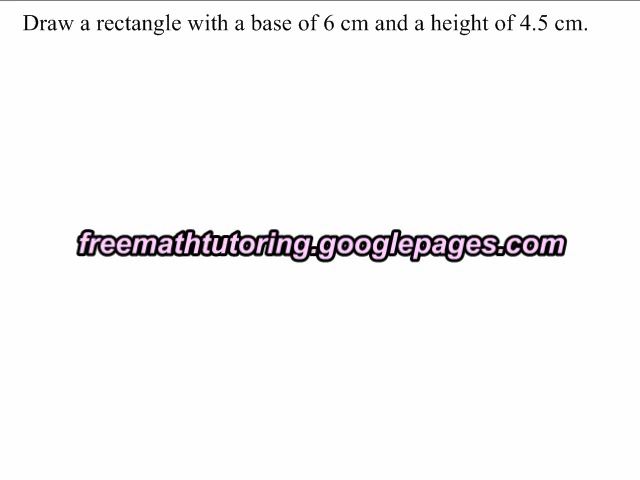 Draw a rectangle with a base of 6 cm and a height of 4.5 cm.
freemathtutoring.googlepages.com